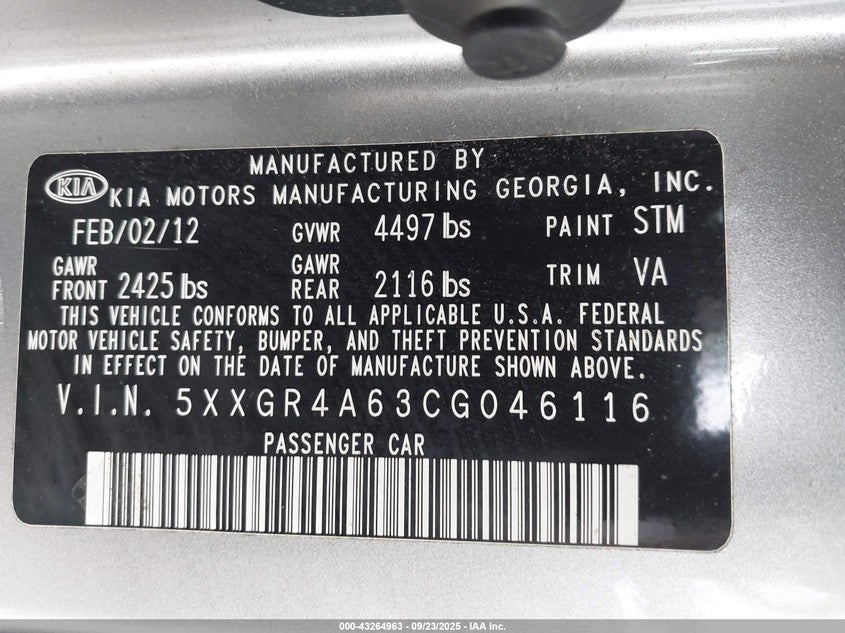 MANUFACTURED BY
KIA KIA MOTORS MANUFACTURING GEORGIA, INC.
FEB/02/12 GVWR 4497 lbs PAINT STM
GAWR FRONT 2425 lbs GAWR REAR 2116 lbs TRIM VA
THIS VEHICLE CONFORMS TO ALL APPLICABLE U.S.A. FEDERAL
MOTOR VEHICLE SAFETY, BUMPER, AND THEFT PREVENTION STANDARDS
IN EFFECT ON THE DATE OF MANUFACTURE SHOWN ABOVE.
V.I.N. 5XXGR4A63CG046116
PASSENGER CAR
000-43264963 - 09/23/2025 - IAA Inc.